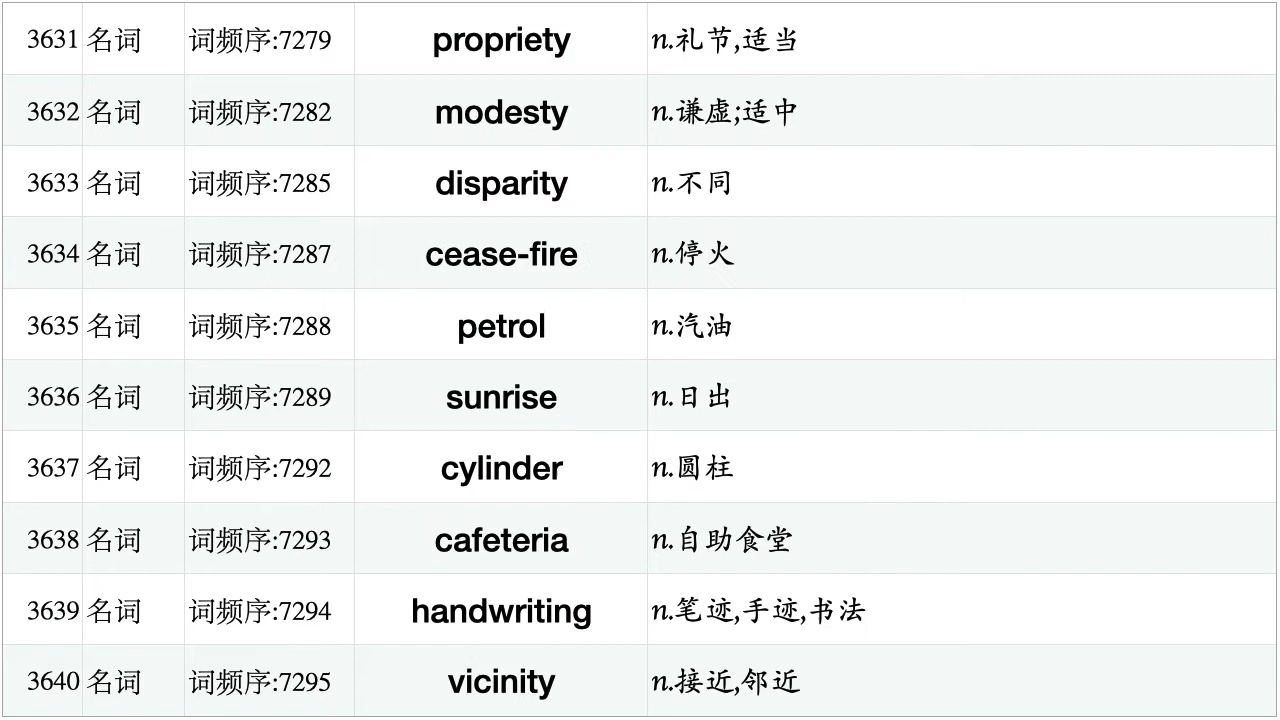 3631 名词 词频序:7279 propriety n.礼节,适当
3632 名词 词频序:7282 modesty n.谦虚;适中
3633 名词 词频序:7285 disparity n.不同
3634 名词 词频序:7287 cease-fire n.停火
3635 名词 词频序:7288 petrol n.汽油
3636 名词 词频序:7289 sunrise n.日出
3637 名词 词频序:7292 cylinder n.圆柱
3638 名词 词频序:7293 cafeteria n.自助食堂
3639 名词 词频序:7294 handwriting n.笔迹,手迹,书法
3640 名词 词频序:7295 vicinity n.接近,邻近